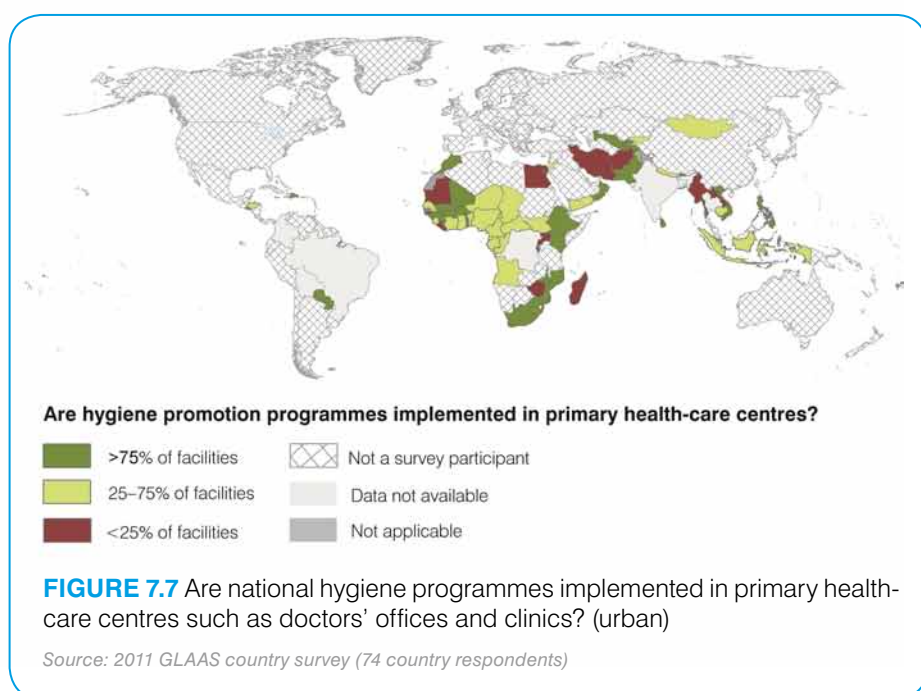 Are hygiene promotion programmes implemented in primary health-care centres?
>75% of facilities
25–75% of facilities
<25% of facilities
Not a survey participant
Data not available
Not applicable
FIGURE 7.7 Are national hygiene programmes implemented in primary health-
care centres such as doctors' offices and clinics? (urban)
Source: 2011 GLAAS country survey (74 country respondents)